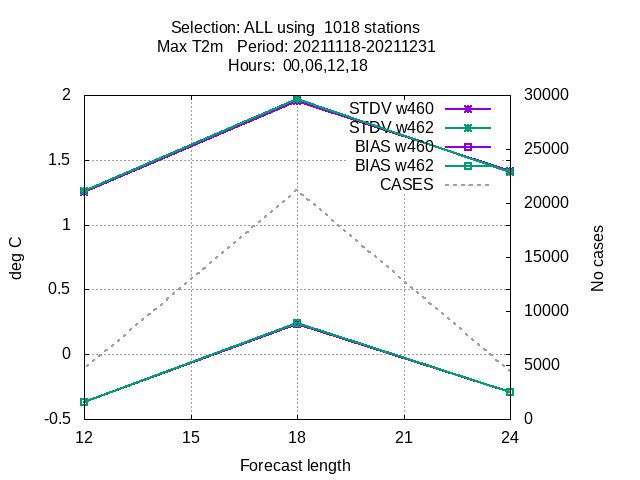 Selection: ALL using  1018 stations
Max T2m   Period: 20211118-20211231
Hours:  00,06,12,18
2
1.5
1
0.5
0
-0.5
deg C
30000
25000
20000
15000
10000
5000
0
No cases
STDV w460
STDV w462
BIAS w460
BIAS w462
CASES
12 15 18 21 24
Forecast length